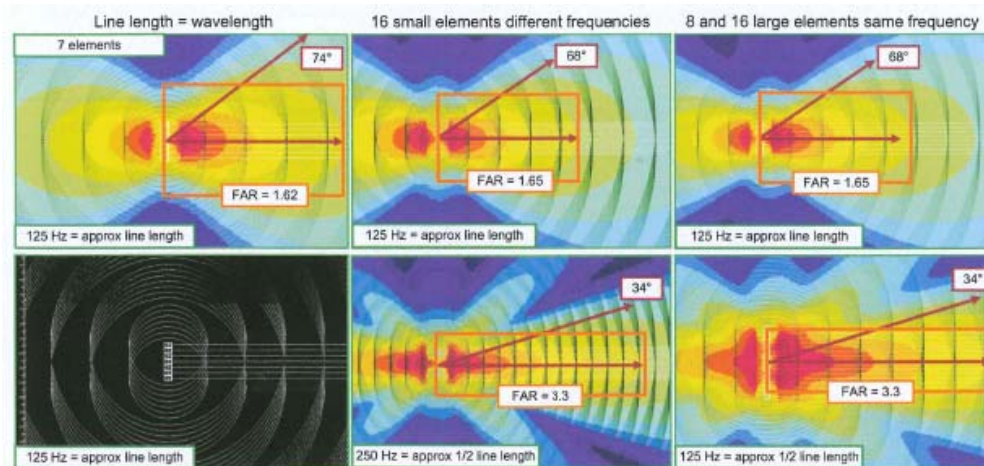 Line length = wavelength
16 small elements different frequencies
8 and 16 large elements same frequency
7 elements
74°
FAR = 1.62
125 Hz = approx line length
68°
FAR = 1.65
125 Hz = approx line length
68°
FAR = 1.65
125 Hz = approx line length
125 Hz = approx line length
34°
FAR = 3.3
250 Hz = approx 1/2 line length
34°
FAR = 3.3
125 Hz = approx 1/2 line length